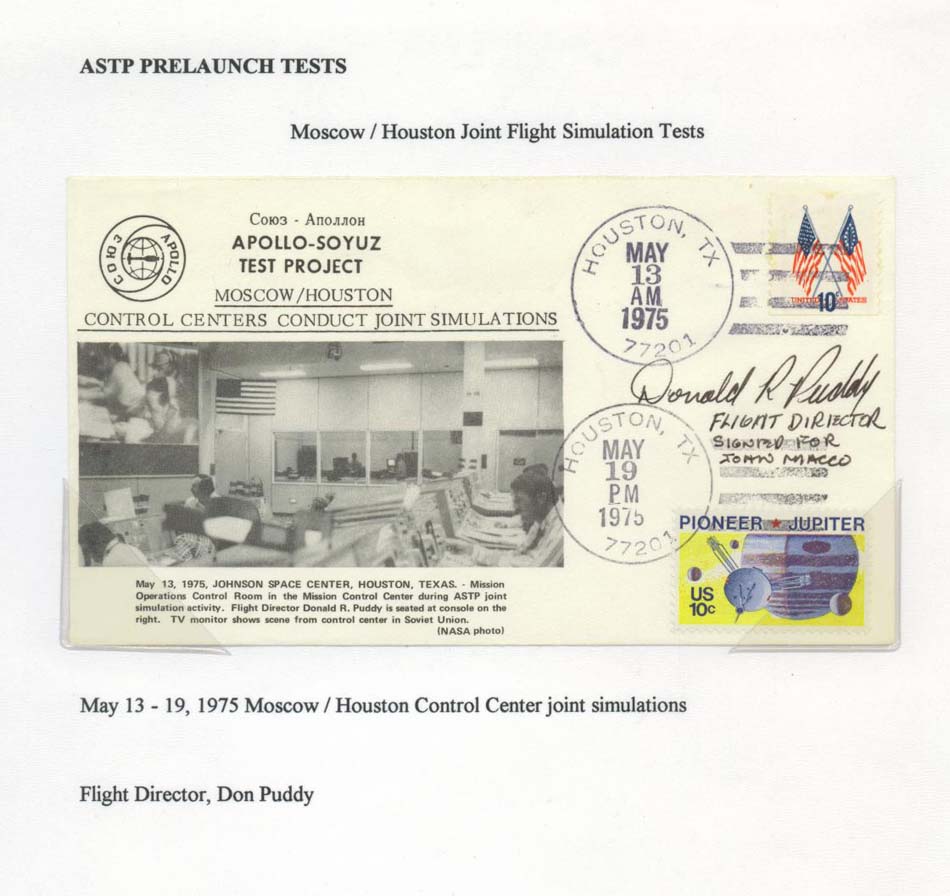 ASTP PRELAUNCH TESTS
Moscow / Houston Joint Flight Simulation Tests
СОЮЗ APOLLO
Союз - Аполлон
APOLLO-SOYUZ
TEST PROJECT
MOSCOW/HOUSTON
CONTROL CENTERS CONDUCT JOINT SIMULATIONS
HOUSTON, TX
MAY
13
AM
1975
77201
UNITED STATES
10c
Donald R Puddy
FLIGHT DIRECTOR
SIGNED FOR
JOHN MACCO
HOUSTON, TX
MAY
19
PM
1975
77201
PIONEER ★ JUPITER
US
10c
May 13, 1975, JOHNSON SPACE CENTER, HOUSTON, TEXAS. - Mission
Operations Control Room in the Mission Control Center during ASTP joint
simulation activity. Flight Director Donald R. Puddy is seated at console on the
right. TV monitor shows scene from control center in Soviet Union.
(NASA photo)
May 13 - 19, 1975 Moscow / Houston Control Center joint simulations
Flight Director, Don Puddy